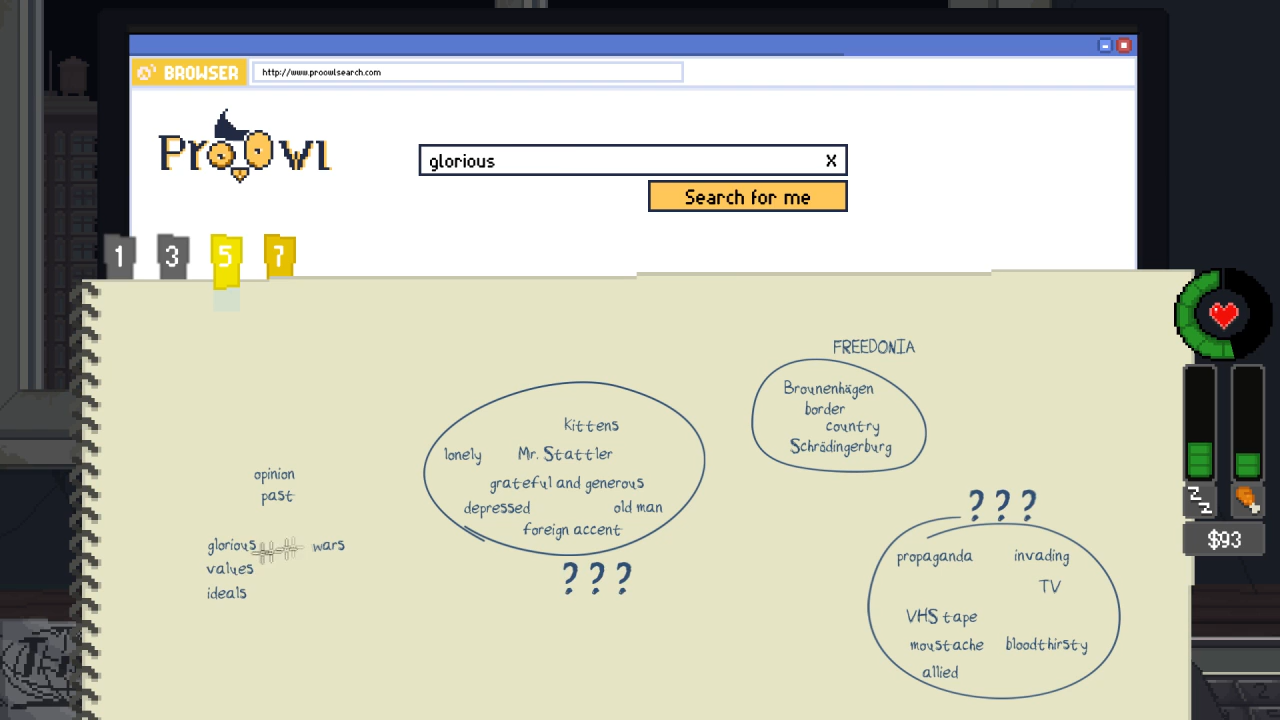 BROWSER
http://www.proowlsearch.com
ProOwl
glorious X
Search for me
1 3 5 7
FREEDONIA
Brounenhägen
border
country
Schrödingerburg
Kittens
lonely Mr. Stattler
grateful and generous
depressed old man
foreign accent
???
opinion
past
glorious wars
values
ideals
???
propaganda invading
TV
VHS tape
moustache bloodthirsty
allied
zzz
$93